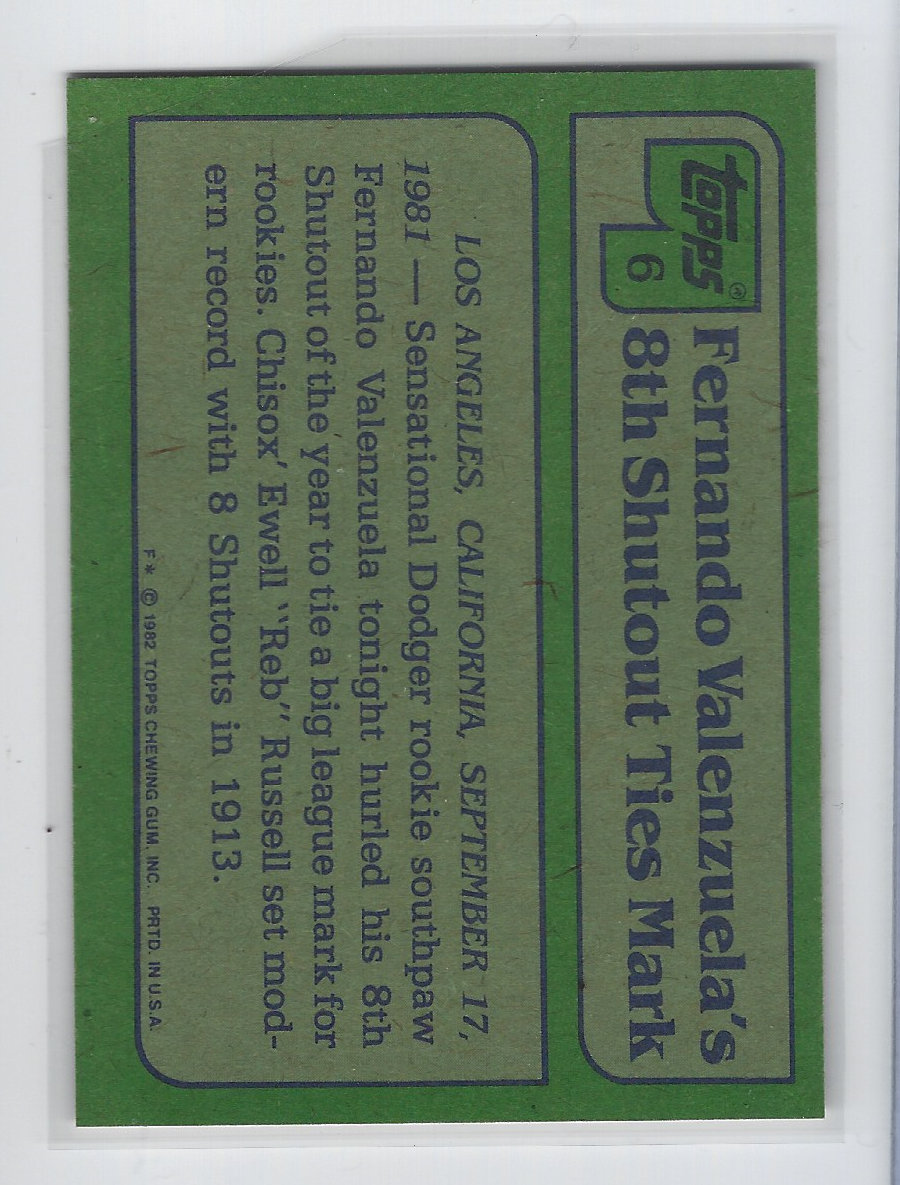 topps®
6
Fernando Valenzuela's
8th Shutout Ties Mark
LOS ANGELES, CALIFORNIA, SEPTEMBER 17,
1981 — Sensational Dodger rookie southpaw
Fernando Valenzuela tonight hurled his 8th
Shutout of the year to tie a big league mark for
rookies. Chisox' Ewell "Reb" Russell set mod-
ern record with 8 Shutouts in 1913.
F* © 1982 TOPPS CHEWING GUM, INC. PRTD. IN U.S.A.